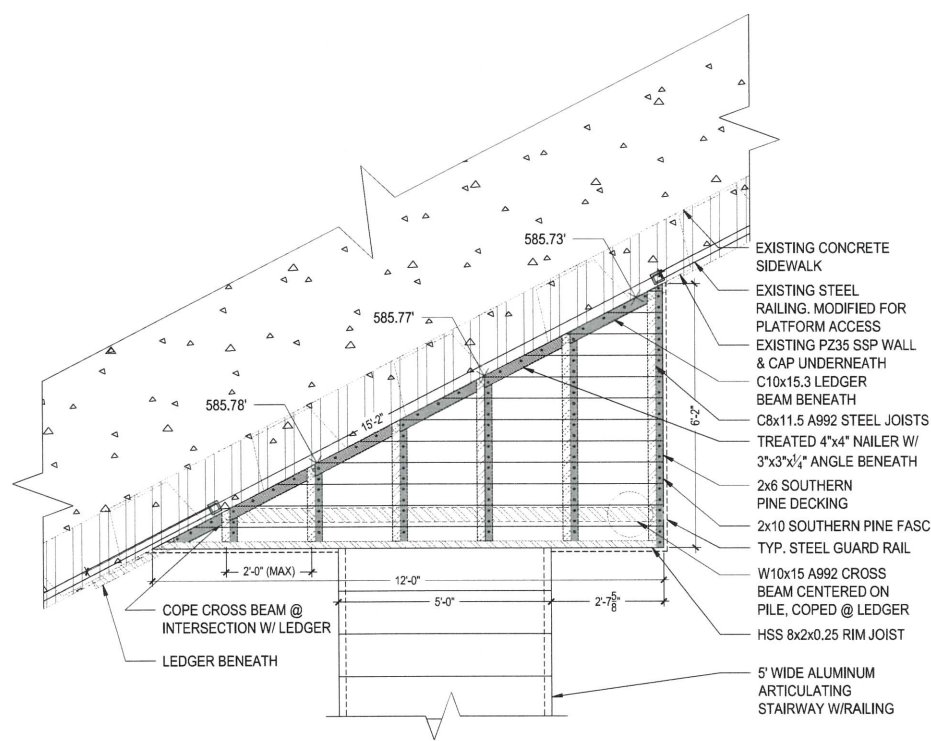 585.73'
585.77'
585.78'
15'-2"
EXISTING CONCRETE
SIDEWALK
EXISTING STEEL
RAILING. MODIFIED FOR
PLATFORM ACCESS
EXISTING PZ35 SSP WALL
& CAP UNDERNEATH
C10x15.3 LEDGER
BEAM BENEATH
C8x11.5 A992 STEEL JOISTS
6'-2"
TREATED 4"x4" NAILER W/
3"x3"x¼" ANGLE BENEATH
2x6 SOUTHERN
PINE DECKING
2x10 SOUTHERN PINE FASC
TYP. STEEL GUARD RAIL
W10x15 A992 CROSS
BEAM CENTERED ON
PILE, COPED @ LEDGER
HSS 8x2x0.25 RIM JOIST
5' WIDE ALUMINUM
ARTICULATING
STAIRWAY W/RAILING
2'-0" (MAX)
12'-0"
5'-0"
2'-7⅝"
COPE CROSS BEAM @
INTERSECTION W/ LEDGER
LEDGER BENEATH